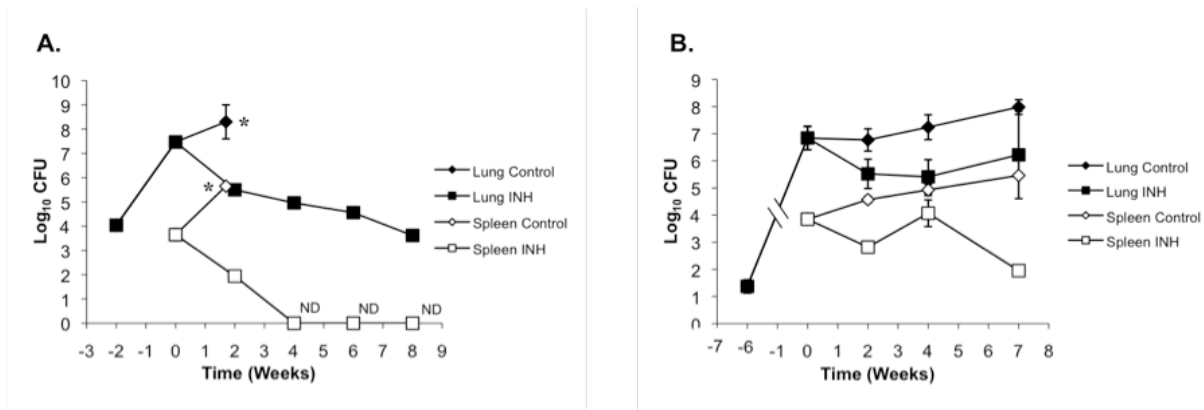 A.
10
9
8
7
6
5
4
3
2
1
0
Log10 CFU
*
*
ND
ND
ND
-3 -2 -1 0 1 2 3 4 5 6 7 8 9
Time (Weeks)
Lung Control
Lung INH
Spleen Control
Spleen INH
B.
9
8
7
6
5
4
3
2
1
0
Log10 CFU
-7 -6 -1 0 1 2 3 4 5 6 7 8
Time (Weeks)
Lung Control
Lung INH
Spleen Control
Spleen INH